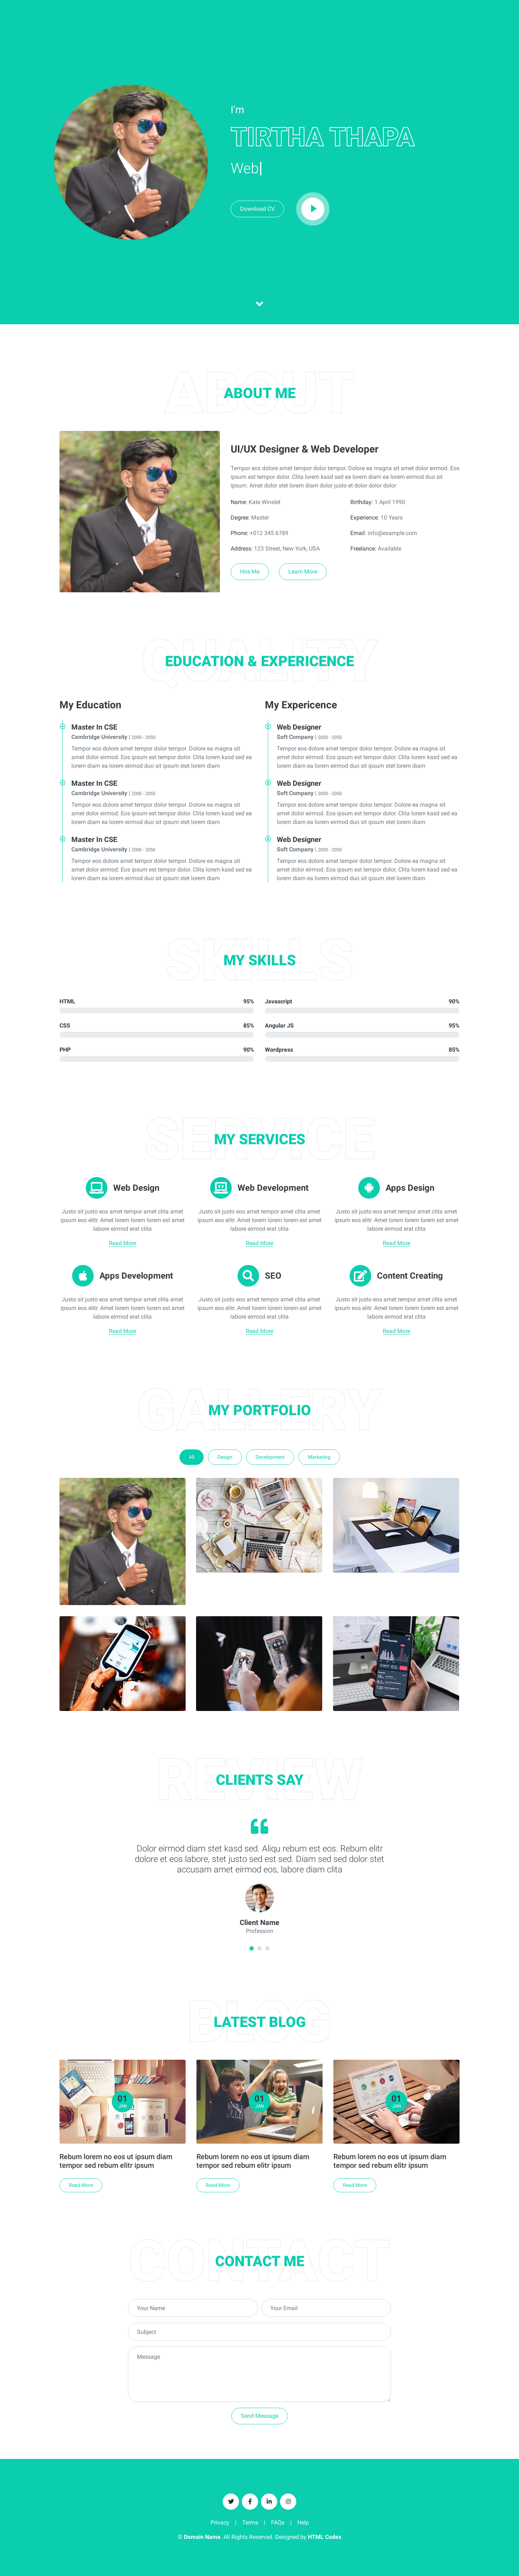 I'm
TIRTHA THAPA
Web
Download CV
ABOUT
ABOUT ME
UI/UX Designer & Web Developer
Tempor eos dolore amet tempor dolor tempor. Dolore ea magna sit amet dolor eirmod. Eos
ipsum est tempor dolor. Clita lorem kasd sed ea lorem diam ea lorem eirmod duo sit ipsum stet lorem diam
Name: Kate Winslet
Birthday: 1 April 1990
Degree: Master
Experience: 10 Years
Phone: +012 345 6789
Email: info@example.com
Address: 123 Street, New York, USA
Freelance: Available
Hire Me
Learn More
QUALITY
EDUCATION & EXPERICENCE
My Education
Master In CSE
Cambridge University | 2000 - 2050
Tempor eos dolore amet tempor dolor tempor. Dolore ea magna sit
amet dolor eirmod. Eos ipsum est tempor dolor. Clita lorem kasd sed ea
lorem diam ea lorem eirmod duo sit ipsum stet lorem diam
Master In CSE
Cambridge University | 2000 - 2050
Tempor eos dolore amet tempor dolor tempor. Dolore ea magna sit
amet dolor eirmod. Eos ipsum est tempor dolor. Clita lorem kasd sed ea
lorem diam ea lorem eirmod duo sit ipsum stet lorem diam
Master In CSE
Cambridge University | 2000 - 2050
Tempor eos dolore amet tempor dolor tempor. Dolore ea magna sit
amet dolor eirmod. Eos ipsum est tempor dolor. Clita lorem kasd sed ea
lorem diam ea lorem eirmod duo sit ipsum stet lorem diam
My Expericence
Web Designer
Soft Company | 2000 - 2050
Tempor eos dolore amet tempor dolor tempor. Dolore ea magna sit
amet dolor eirmod. Eos ipsum est tempor dolor. Clita lorem kasd sed ea
lorem diam ea lorem eirmod duo sit ipsum stet lorem diam
Web Designer
Soft Company | 2000 - 2050
Tempor eos dolore amet tempor dolor tempor. Dolore ea magna sit
amet dolor eirmod. Eos ipsum est tempor dolor. Clita lorem kasd sed ea
lorem diam ea lorem eirmod duo sit ipsum stet lorem diam
Web Designer
Soft Company | 2000 - 2050
Tempor eos dolore amet tempor dolor tempor. Dolore ea magna sit
amet dolor eirmod. Eos ipsum est tempor dolor. Clita lorem kasd sed ea
lorem diam ea lorem eirmod duo sit ipsum stet lorem diam
SKILLS
MY SKILLS
HTML 95%
Javascript 90%
CSS 85%
Angular JS 95%
PHP 90%
Wordpress 85%
SERVICE
MY SERVICES
Web Design
Justo sit justo eos amet tempor amet clita amet
ipsum eos elitr. Amet lorem lorem lorem est amet
labore eirmod erat clita
Read More
Web Development
Justo sit justo eos amet tempor amet clita amet
ipsum eos elitr. Amet lorem lorem lorem est amet
labore eirmod erat clita
Read More
Apps Design
Justo sit justo eos amet tempor amet clita amet
ipsum eos elitr. Amet lorem lorem lorem est amet
labore eirmod erat clita
Read More
Apps Development
Justo sit justo eos amet tempor amet clita amet
ipsum eos elitr. Amet lorem lorem lorem est amet
labore eirmod erat clita
Read More
SEO
Justo sit justo eos amet tempor amet clita amet
ipsum eos elitr. Amet lorem lorem lorem est amet
labore eirmod erat clita
Read More
Content Creating
Justo sit justo eos amet tempor amet clita amet
ipsum eos elitr. Amet lorem lorem lorem est amet
labore eirmod erat clita
Read More
GALLERY
MY PORTFOLIO
All
Design
Development
Marketing
REVIEW
CLIENTS SAY
Dolor eirmod diam stet kasd sed. Aliqu rebum est eos. Rebum elitr
dolore et eos labore, stet justo sed est sed. Diam sed sed dolor stet
accusam amet eirmod eos, labore diam clita
Client Name
Profession
BLOG
LATEST BLOG
01
JAN
Rebum lorem no eos ut ipsum diam
tempor sed rebum elitr ipsum
Read More
01
JAN
Rebum lorem no eos ut ipsum diam
tempor sed rebum elitr ipsum
Read More
01
JAN
Rebum lorem no eos ut ipsum diam
tempor sed rebum elitr ipsum
Read More
CONTACT
CONTACT ME
Your Name
Your Email
Subject
Message
Send Message
Privacy | Terms | FAQs | Help
© Domain Name. All Rights Reserved. Designed by HTML Codex